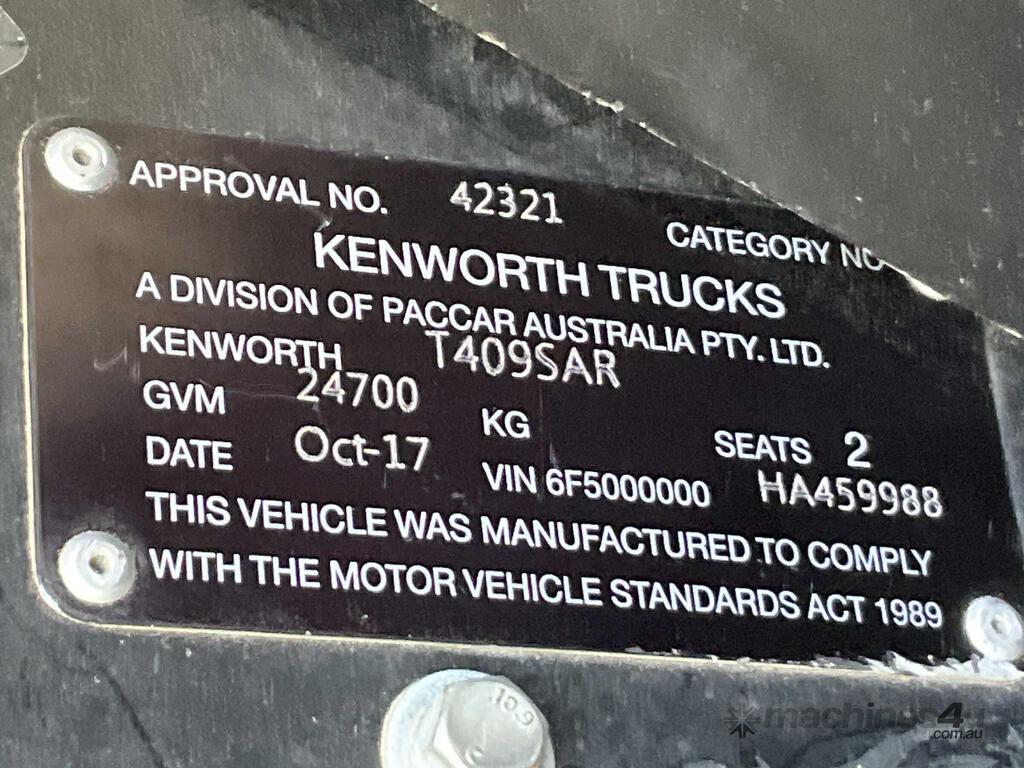 APPROVAL NO. 42321
CATEGORY NO
KENWORTH TRUCKS
A DIVISION OF PACCAR AUSTRALIA PTY. LTD.
KENWORTH T409SAR
GVM 24700 KG
SEATS 2
DATE Oct-17
VIN 6F5000000 HA459988
THIS VEHICLE WAS MANUFACTURED TO COMPLY
WITH THE MOTOR VEHICLE STANDARDS ACT 1989
10.9
machines4u
.com.au